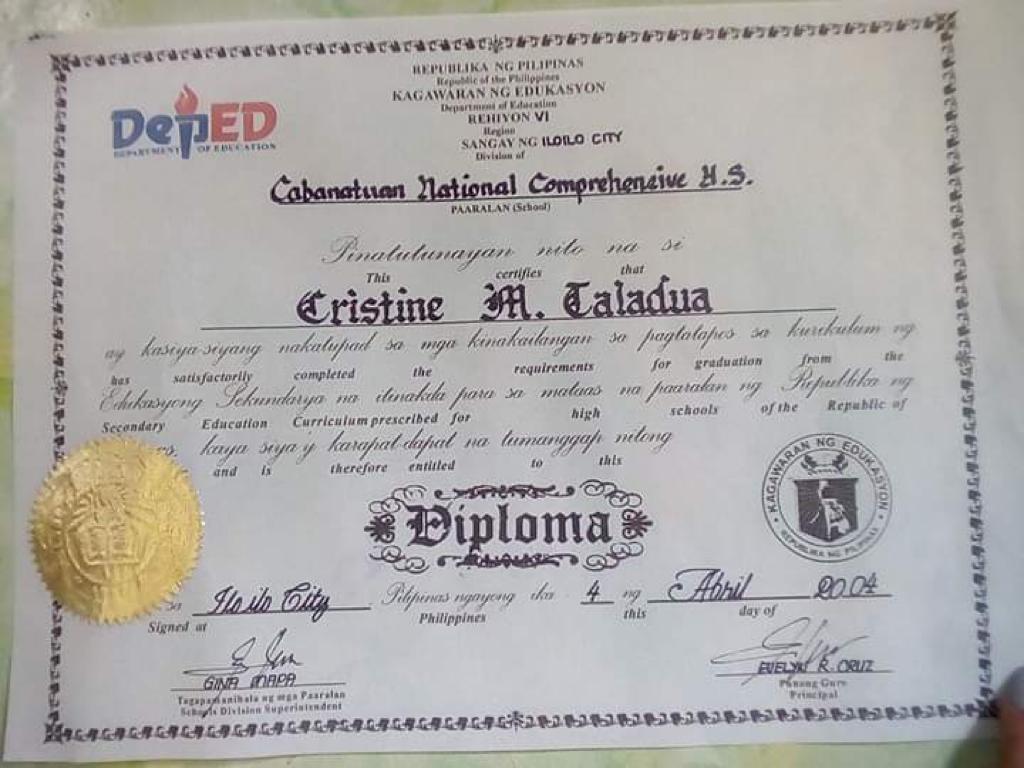 DepED
DEPARTMENT OF EDUCATION
REPUBLIKA NG PILIPINAS
Republic of the Philippines
KAGAWARAN NG EDUKASYON
Department of Education
REHIYON VI
Region
SANGAY NG ILOILO CITY
Division of
Cabanatuan National Comprehensive H.S.
PAARALAN (School)
Pinatutunayan nito na si
This certifies that
Cristine M. Taladua
ay kasiya-siyang nakatupad sa mga kinakailangan sa pagtatapos sa kurikulum ng
has satisfactorily completed the requirements for graduation from the
Edukasyong Sekundarya na itinakda para sa mataas na paaralan ng Republika ng
Secondary Education Curriculum prescribed for high schools of the Republic of
kaya siya'y karapat-dapat na tumanggap nitong
and is therefore entitled to this
Diploma
KAGAWARAN NG EDUKASYON
REPUBLIKA NG PILIPINAS
Sa Iloilo City Pilipinas ngayong ika 4 ng Abril 2004
Signed at Philippines this day of
GINA MAPA
Tagapamanihala ng mga Paaralan
Schools Division Superintendent
EVELYN R. CRUZ
Punong Guro
Principal